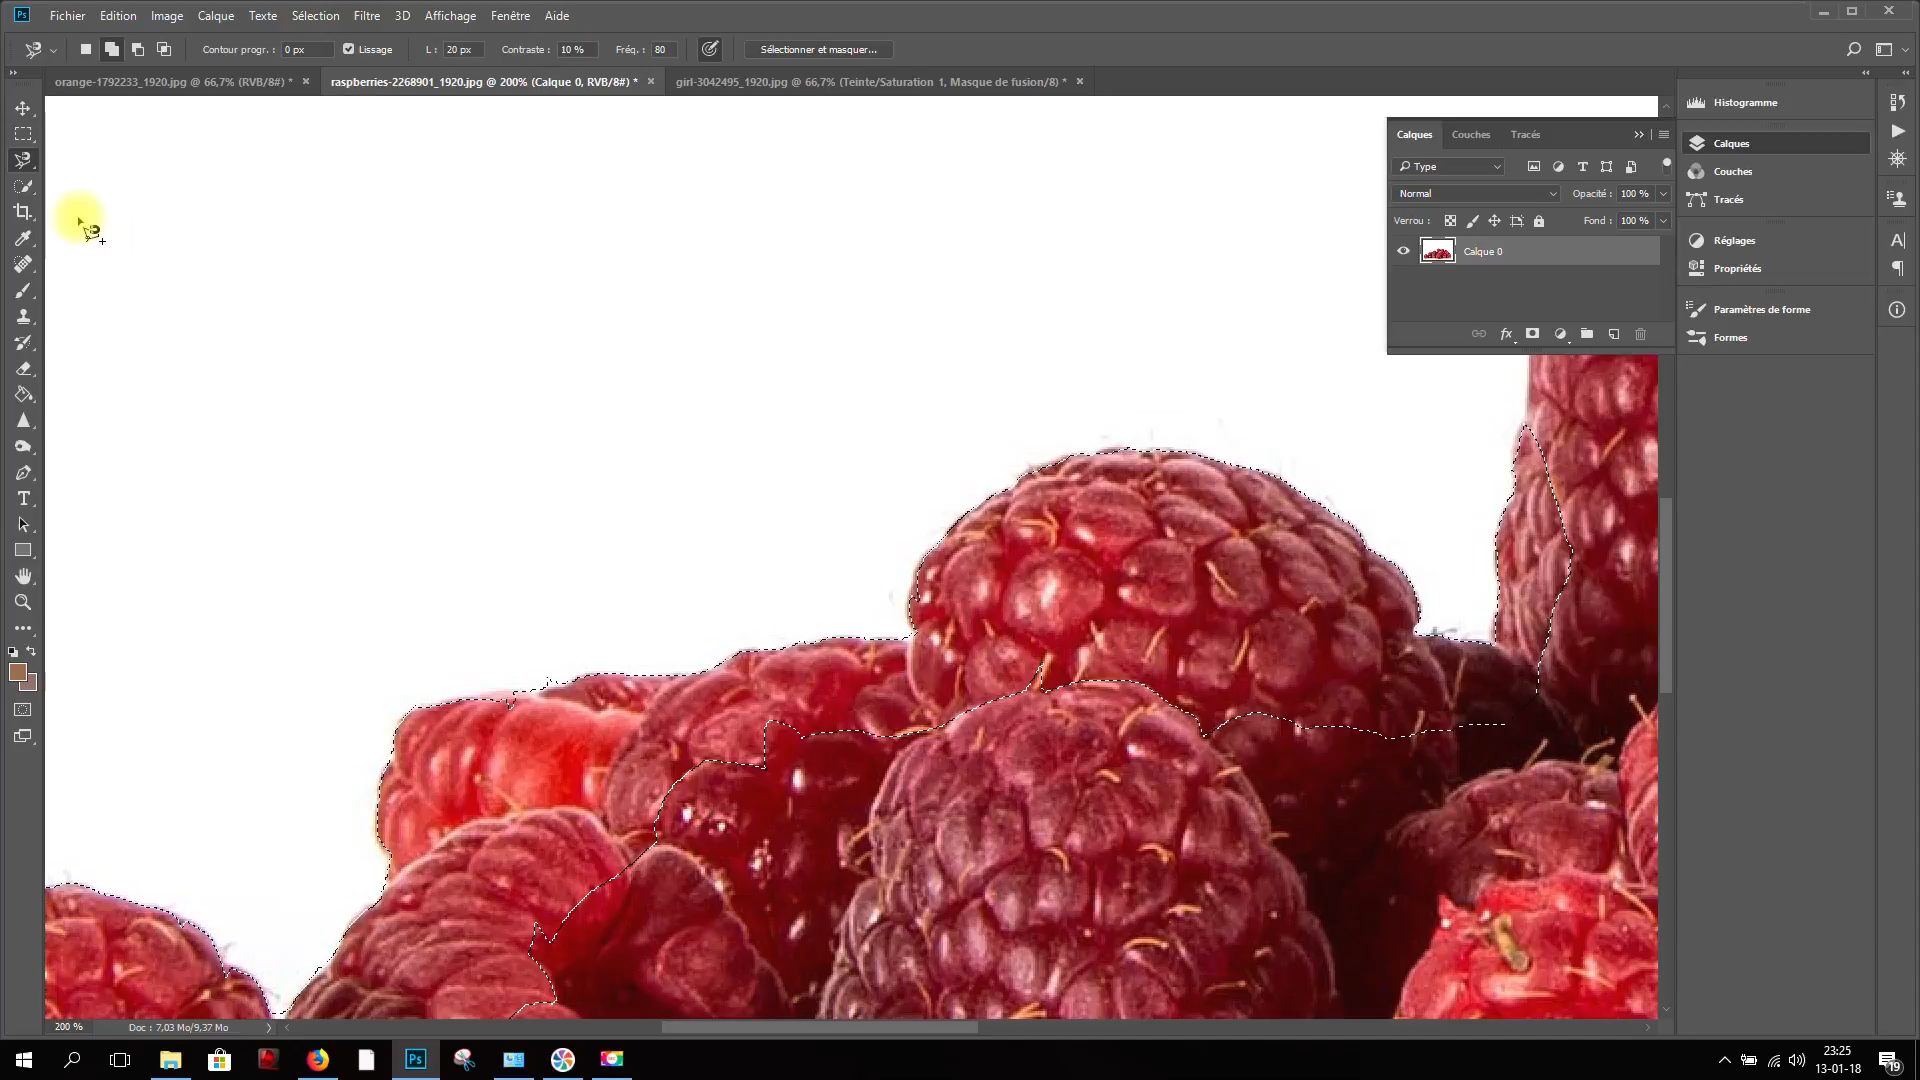 Ps Fichier Edition Image Calque Texte Sélection Filtre 3D Affichage Fenêtre Aide
Contour progr. : 0 px Lissage L : 20 px Contraste : 10 % Fréq. : 80 Sélectionner et masquer...
orange-1792233_1920.jpg @ 66,7% (RVB/8#) * raspberries-2268901_1920.jpg @ 200% (Calque 0, RVB/8#) * girl-3042495_1920.jpg @ 66,7% (Teinte/Saturation 1, Masque de fusion/8) *
Histogramme
Calques Couches Tracés
Calques
Type
Couches
Normal Opacité : 100 %
Tracés
Verrou : Fond : 100 %
Réglages
Calque 0
Propriétés
Paramètres de forme
fx
Formes
200 % Doc : 7,03 Mo/9,37 Mo
Ps
23:25
13-01-18
19